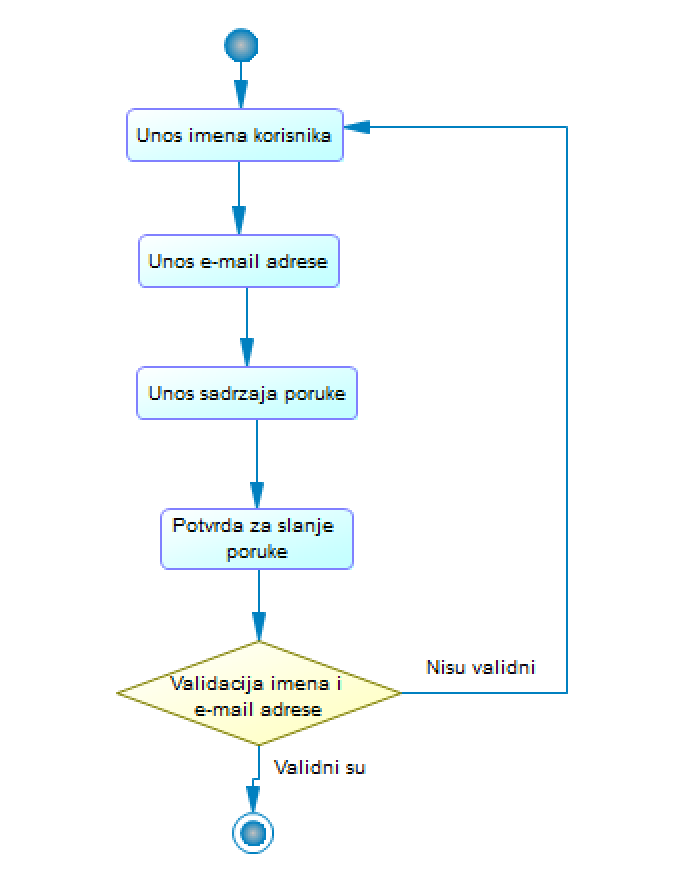 Unos imena korisnika
Unos e-mail adrese
Unos sadrzaja poruke
Potvrda za slanje
poruke
Validacija imena i
e-mail adrese
Nisu validni
Validni su